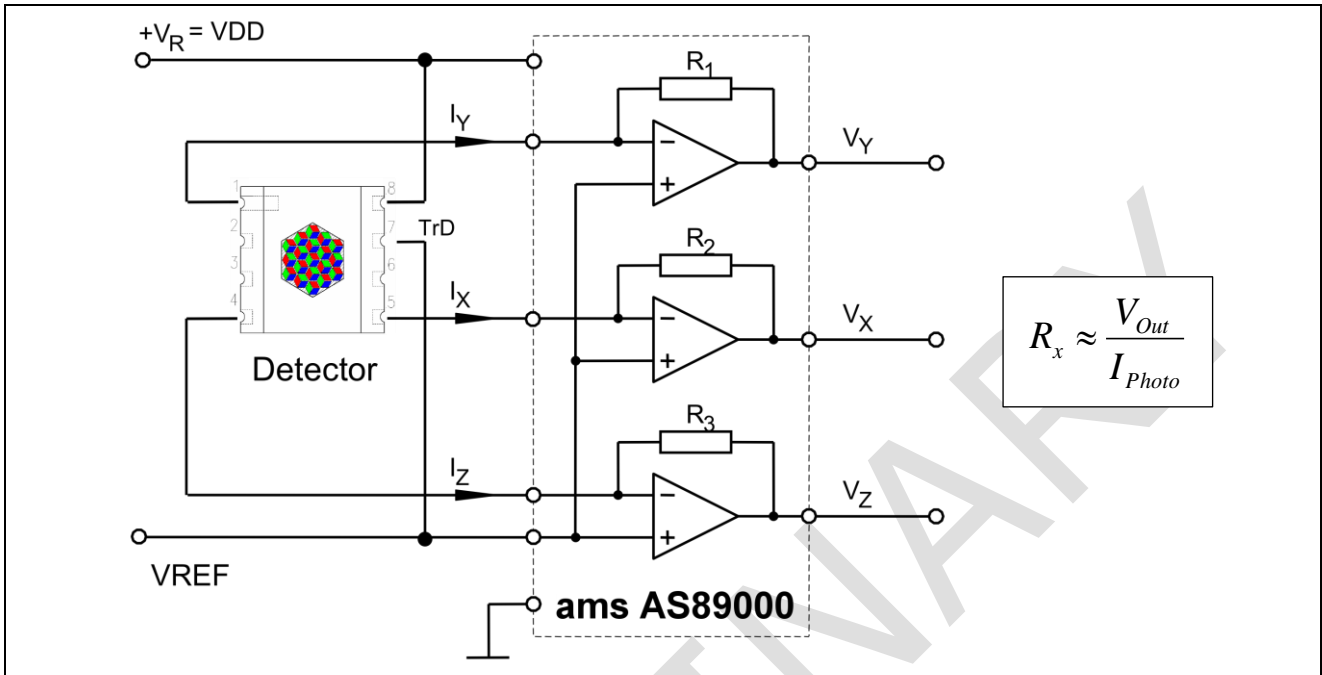 +V_R = VDD
R_1
I_Y
V_Y
− +
1 8
2 7 TrD
3 6
4 5
R_2
I_X
V_X
− +
Detector
R_x ≈ V_Out / I_Photo
R_3
I_Z
V_Z
− +
VREF
ams AS89000
INARY